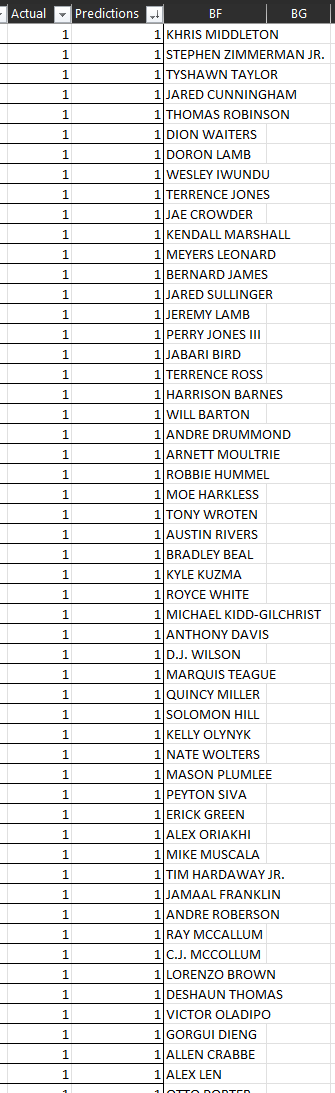 Actual Predictions BF BG
1 1 KHRIS MIDDLETON
1 1 STEPHEN ZIMMERMAN JR.
1 1 TYSHAWN TAYLOR
1 1 JARED CUNNINGHAM
1 1 THOMAS ROBINSON
1 1 DION WAITERS
1 1 DORON LAMB
1 1 WESLEY IWUNDU
1 1 TERRENCE JONES
1 1 JAE CROWDER
1 1 KENDALL MARSHALL
1 1 MEYERS LEONARD
1 1 BERNARD JAMES
1 1 JARED SULLINGER
1 1 JEREMY LAMB
1 1 PERRY JONES III
1 1 JABARI BIRD
1 1 TERRENCE ROSS
1 1 HARRISON BARNES
1 1 WILL BARTON
1 1 ANDRE DRUMMOND
1 1 ARNETT MOULTRIE
1 1 ROBBIE HUMMEL
1 1 MOE HARKLESS
1 1 TONY WROTEN
1 1 AUSTIN RIVERS
1 1 BRADLEY BEAL
1 1 KYLE KUZMA
1 1 ROYCE WHITE
1 1 MICHAEL KIDD-GILCHRIST
1 1 ANTHONY DAVIS
1 1 D.J. WILSON
1 1 MARQUIS TEAGUE
1 1 QUINCY MILLER
1 1 SOLOMON HILL
1 1 KELLY OLYNYK
1 1 NATE WOLTERS
1 1 MASON PLUMLEE
1 1 PEYTON SIVA
1 1 ERICK GREEN
1 1 ALEX ORIAKHI
1 1 MIKE MUSCALA
1 1 TIM HARDAWAY JR.
1 1 JAMAAL FRANKLIN
1 1 ANDRE ROBERSON
1 1 RAY MCCALLUM
1 1 C.J. MCCOLLUM
1 1 LORENZO BROWN
1 1 DESHAUN THOMAS
1 1 VICTOR OLADIPO
1 1 GORGUI DIENG
1 1 ALLEN CRABBE
1 1 ALEX LEN